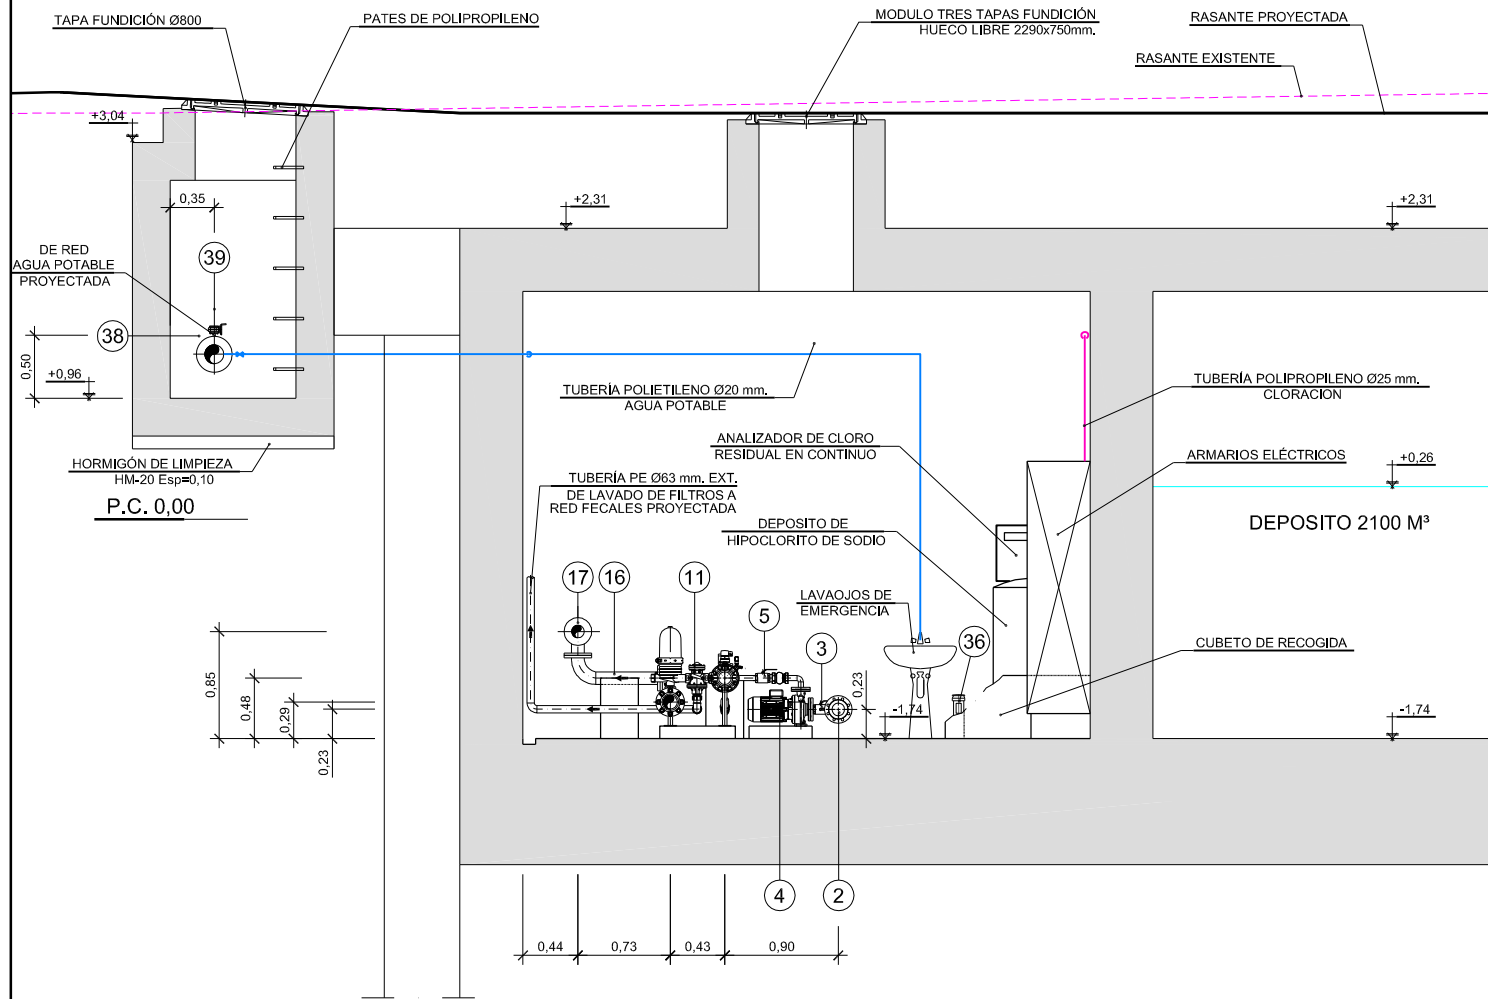 TAPA FUNDICIÓN Ø800
PATES DE POLIPROPILENO
MODULO TRES TAPAS FUNDICIÓN
HUECO LIBRE 2290x750mm.
RASANTE PROYECTADA
RASANTE EXISTENTE
+3,04
0,35
+2,31
+2,31
DE RED
AGUA POTABLE
PROYECTADA
39
38
0,50
+0,96
TUBERÍA POLIETILENO Ø20 mm.
AGUA POTABLE
TUBERÍA POLIPROPILENO Ø25 mm.
CLORACION
ANALIZADOR DE CLORO
RESIDUAL EN CONTINUO
ARMARIOS ELÉCTRICOS
+0,26
HORMIGÓN DE LIMPIEZA
HM-20 Esp=0,10
P.C. 0,00
TUBERÍA PE Ø63 mm. EXT.
DE LAVADO DE FILTROS A
RED FECALES PROYECTADA
DEPOSITO DE
HIPOCLORITO DE SODIO
DEPOSITO 2100 M³
17
16
11
5
3
LAVAOJOS DE
EMERGENCIA
36
CUBETO DE RECOGIDA
0,85
0,48
0,29
0,23
0,23
-1,74
-1,74
4
2
0,44
0,73
0,43
0,90